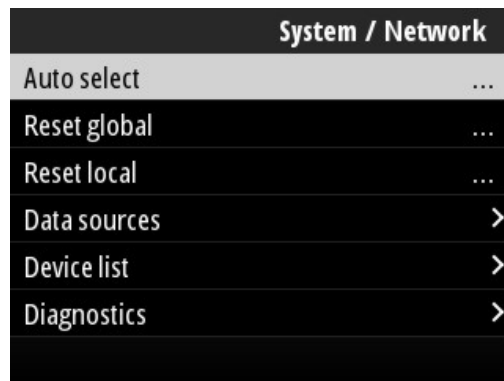 System / Network
Auto select ...
Reset global ...
Reset local ...
Data sources >
Device list >
Diagnostics >